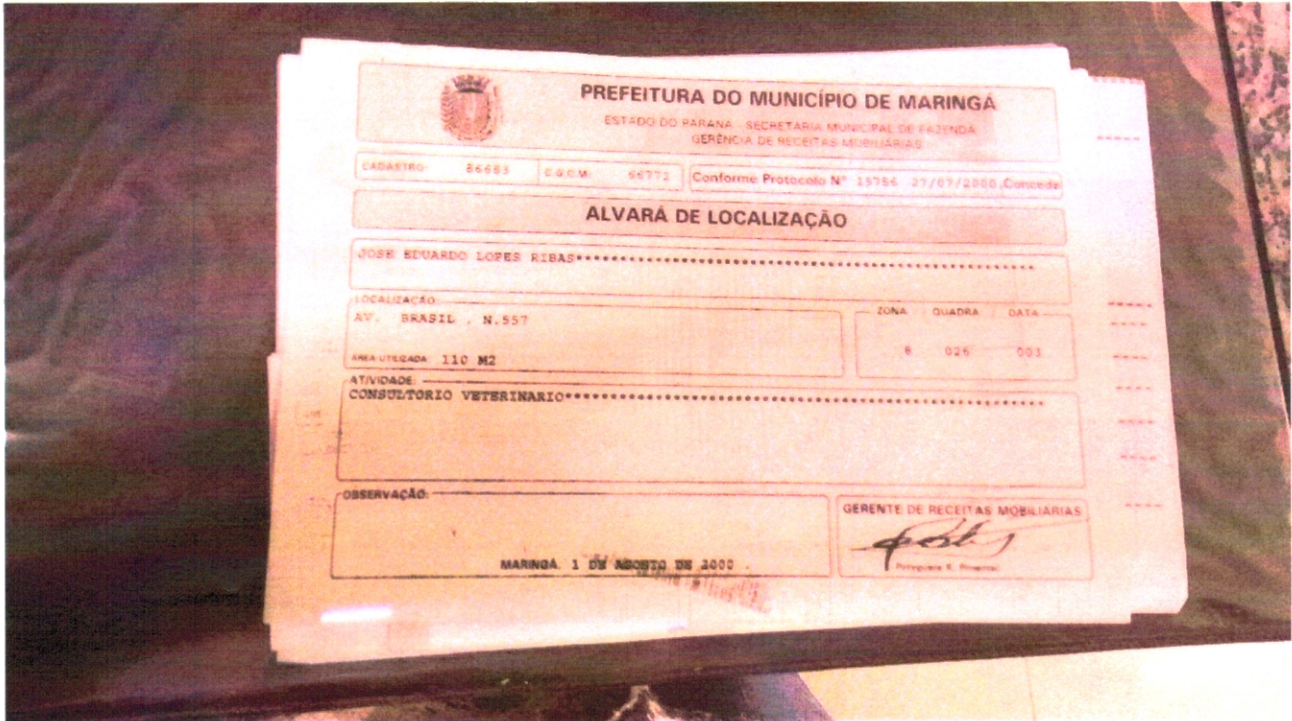 PREFEITURA DO MUNICÍPIO DE MARINGÁ
ESTADO DO PARANA SECRETARIA MUNICIPAL DE FAZENDA
GERÊNCIA DE RECEITAS MOBILIÁRIAS
CADASTRO: 86683 C.G.C.M. 66772 Conforme Protocolo Nº 15756 27/07/2000, Concede
ALVARÁ DE LOCALIZAÇÃO
JOSE EDUARDO LOPES RIBAS
LOCALIZAÇÃO: ZONA / QUADRA / DATA
AV. BRASIL , N.557
8 026 003
ÁREA UTILIZADA: 110 M2
ATIVIDADE:
CONSULTORIO VETERINARIO
OBSERVAÇÃO:
GERENTE DE RECEITAS MOBILIÁRIAS
MARINGÁ, 1 DE AGOSTO DE 2000